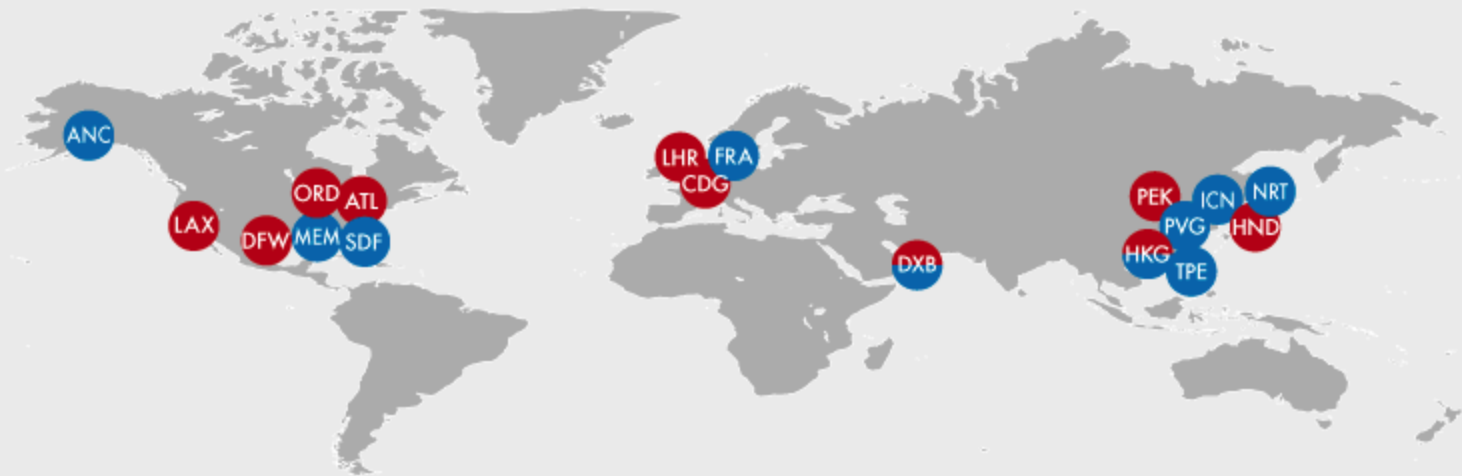 ANC
LAX
ORD
ATL
DFW
MEM
SDF
LHR
FRA
CDG
DXB
PEK
ICN
NRT
PVG
HND
HKG
TPE